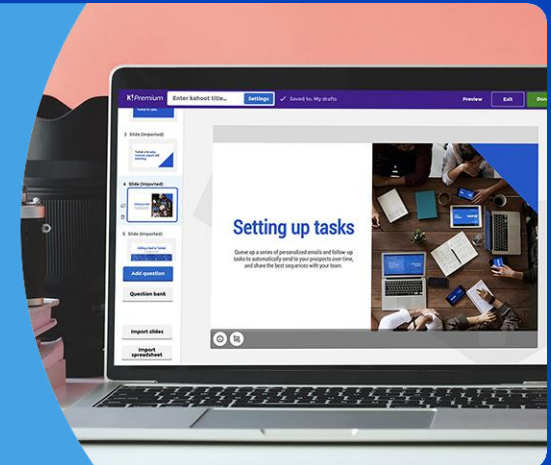 K! Premium Enter kahoot title... Settings ✓ Saved to: My drafts Preview Exit Don
3 Slide (Imported)
4 Slide (Imported)
Setting up tasks
Queue up a series of personalized emails and follow-up
tasks to automatically send to your prospects over time,
and share the best sequences with your team.
5 Slide (Imported)
Add question
Question bank
Import slides
Import
spreadsheet